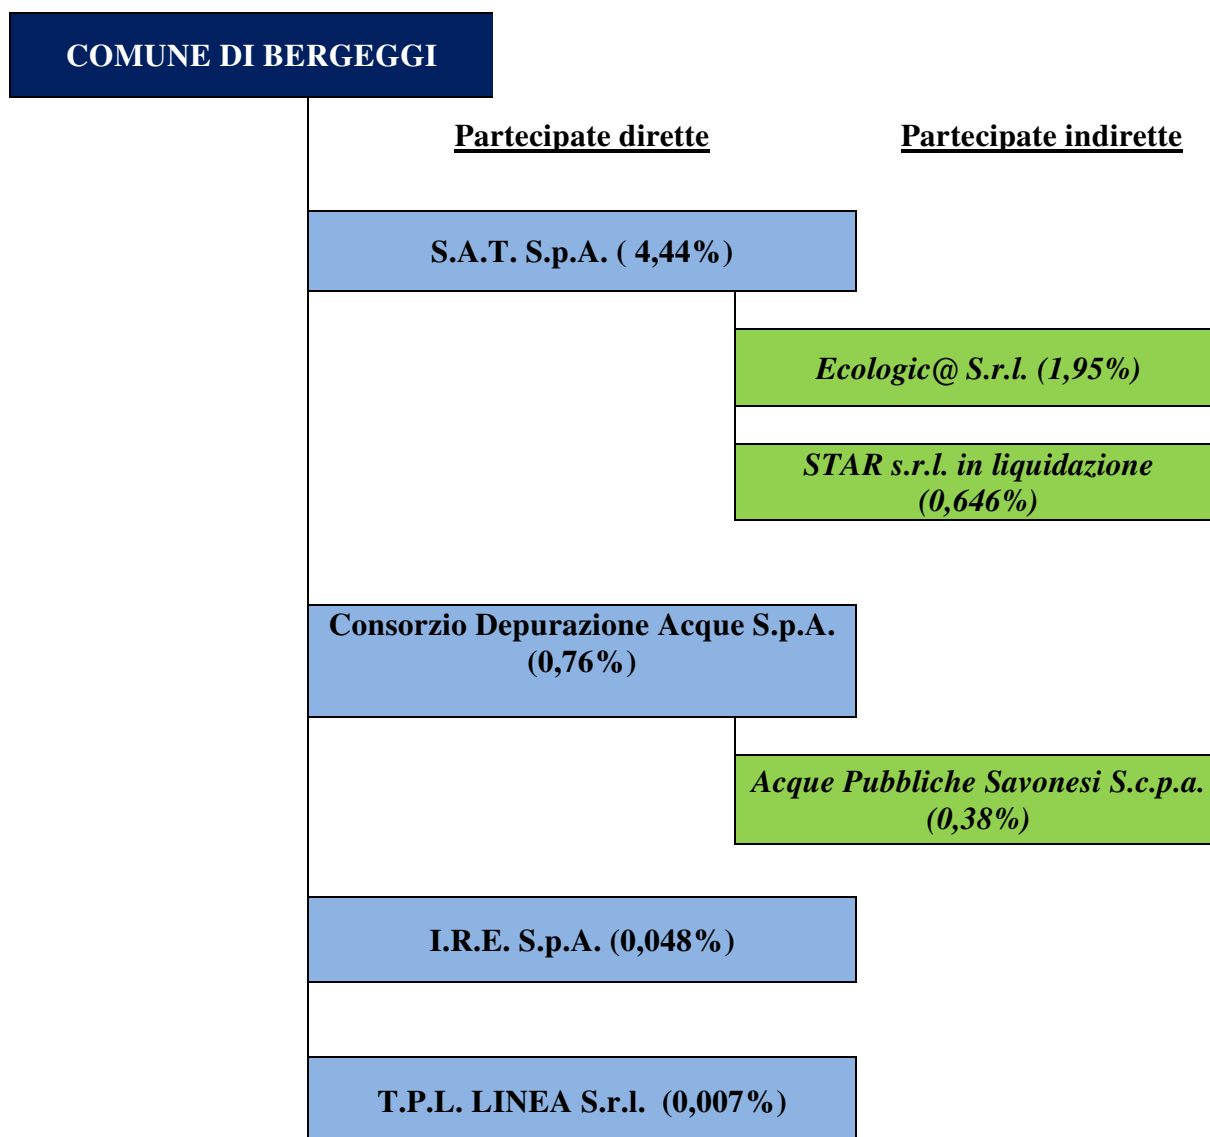 COMUNE DI BERGEGGI
Partecipate dirette
Partecipate indirette
S.A.T. S.p.A. ( 4,44%)
Ecologic@ S.r.l. (1,95%)
STAR s.r.l. in liquidazione
(0,646%)
Consorzio Depurazione Acque S.p.A.
(0,76%)
Acque Pubbliche Savonesi S.c.p.a.
(0,38%)
I.R.E. S.p.A. (0,048%)
T.P.L. LINEA S.r.l.  (0,007%)